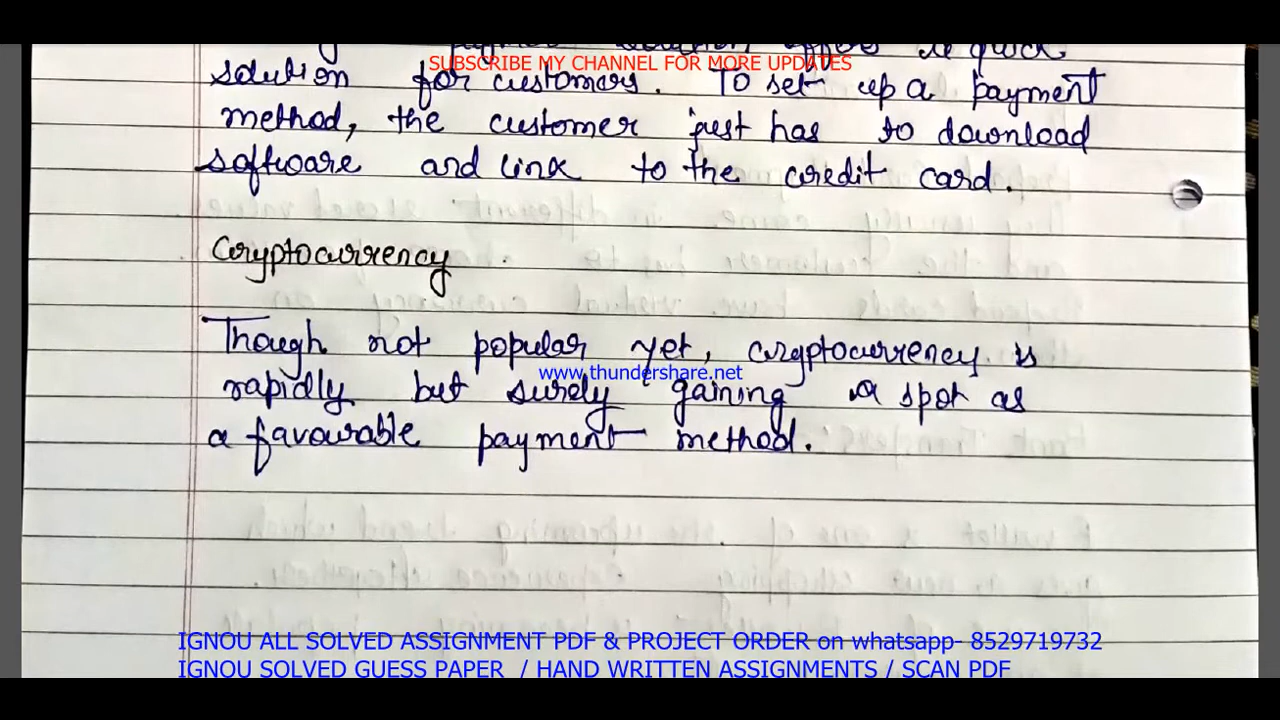 SUBSCRIBE MY CHANNEL FOR MORE UPDATES
solution for customers. To set up a payment
method, the customer just has to download
software and link to the credit card.
Cryptocurrency
Though not popular yet, cryptocurrency is
www.thundershare.net
rapidly but surely gaining a spot as
a favourable payment method.
IGNOU ALL SOLVED ASSIGNMENT PDF & PROJECT ORDER on whatsapp- 8529719732
IGNOU SOLVED GUESS PAPER / HAND WRITTEN ASSIGNMENTS / SCAN PDF